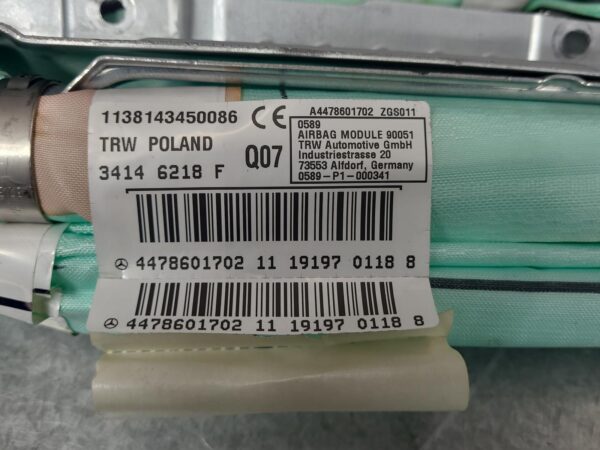 1138143450086 CE
TRW POLAND
3414 6218 F
Q07
A4478601702 ZGS011
0589
AIRBAG MODULE 90051
TRW Automotive GmbH
Industriestrasse 20
73553 Alfdorf, Germany
0589-P1-000341
4478601702 11 19197 0118 8
4478601702 11 19197 0118 8